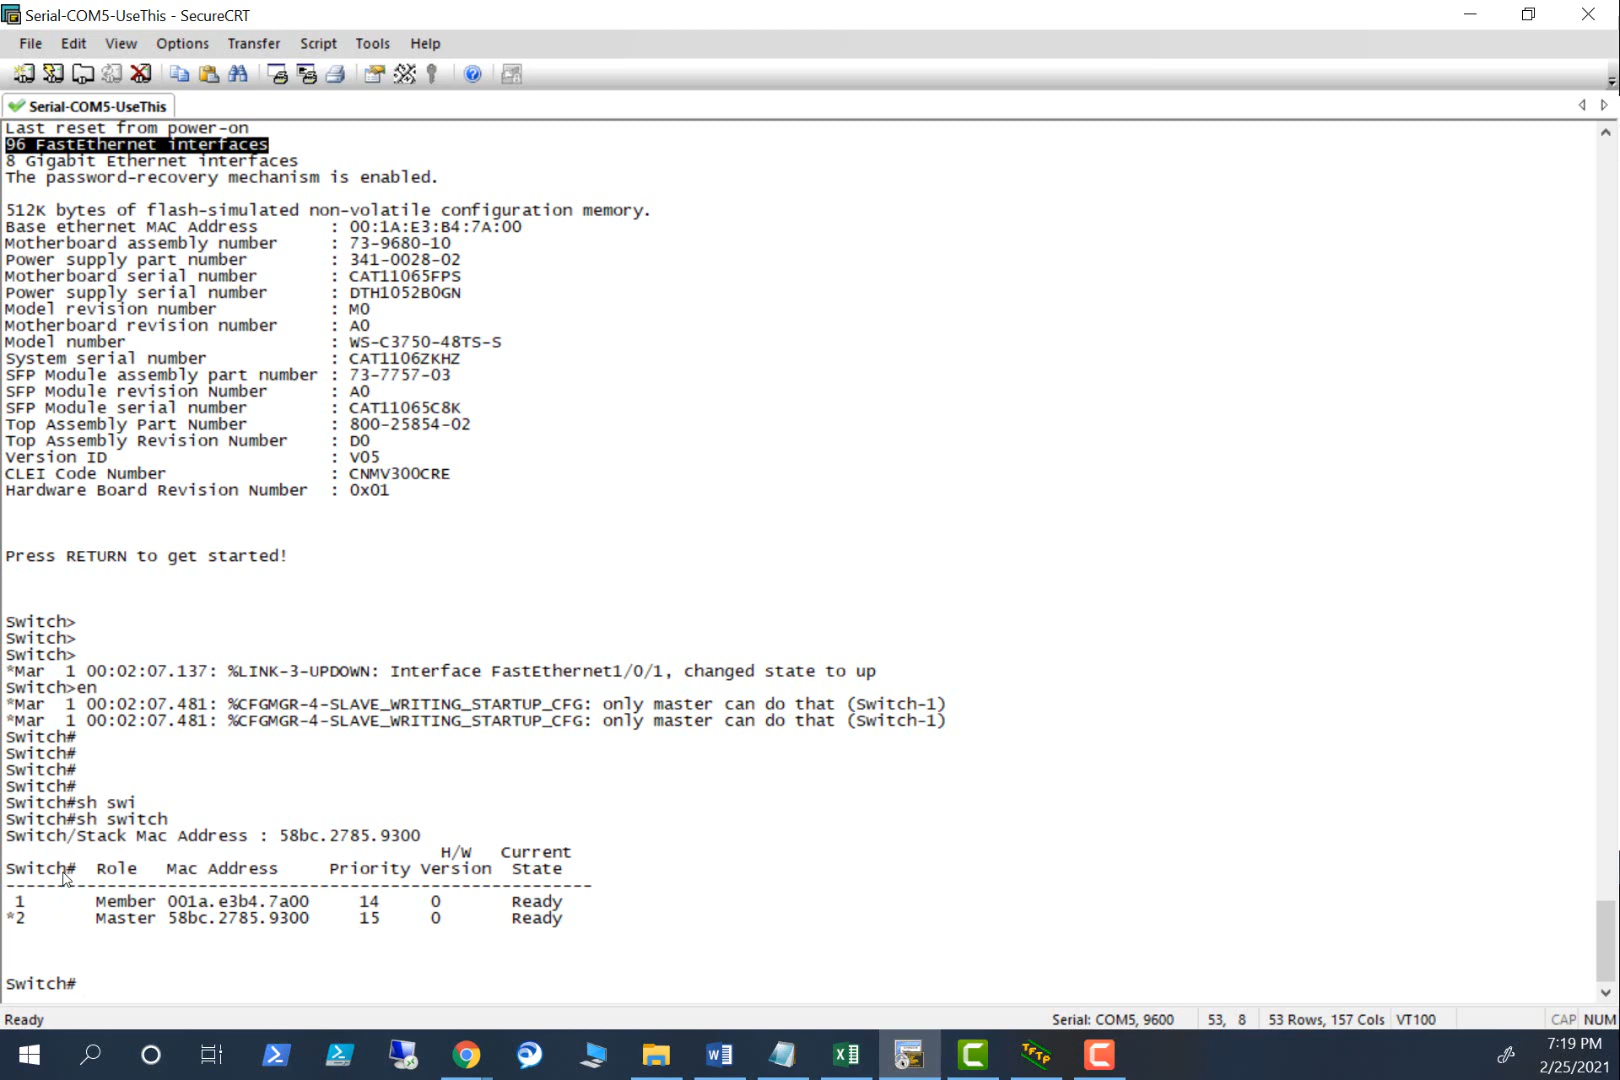 Serial-COM5-UseThis - SecureCRT
File Edit View Options Transfer Script Tools Help
Serial-COM5-UseThis
Last reset from power-on
96 FastEthernet interfaces
8 Gigabit Ethernet interfaces
The password-recovery mechanism is enabled.
512K bytes of flash-simulated non-volatile configuration memory.
Base ethernet MAC Address : 00:1A:E3:B4:7A:00
Motherboard assembly number : 73-9680-10
Power supply part number : 341-0028-02
Motherboard serial number : CAT11065FPS
Power supply serial number : DTH1052B0GN
Model revision number : M0
Motherboard revision number : A0
Model number : WS-C3750-48TS-S
System serial number : CAT1106ZKHZ
SFP Module assembly part number : 73-7757-03
SFP Module revision Number : A0
SFP Module serial number : CAT11065C8K
Top Assembly Part Number : 800-25854-02
Top Assembly Revision Number : D0
Version ID : V05
CLEI Code Number : CNMV300CRE
Hardware Board Revision Number : 0x01
Press RETURN to get started!
Switch>
Switch>
Switch>
*Mar 1 00:02:07.137: %LINK-3-UPDOWN: Interface FastEthernet1/0/1, changed state to up
Switch>en
*Mar 1 00:02:07.481: %CFGMGR-4-SLAVE_WRITING_STARTUP_CFG: only master can do that (Switch-1)
*Mar 1 00:02:07.481: %CFGMGR-4-SLAVE_WRITING_STARTUP_CFG: only master can do that (Switch-1)
Switch#
Switch#
Switch#
Switch#
Switch#sh swi
Switch#sh switch
Switch/Stack Mac Address : 58bc.2785.9300
H/W Current
Switch# Role Mac Address Priority Version State
------------------------------------------------------------
1 Member 001a.e3b4.7a00 14 0 Ready
*2 Master 58bc.2785.9300 15 0 Ready
Switch#
Ready Serial: COM5, 9600 53, 8 53 Rows, 157 Cols VT100 CAP NUM
TFTP
7:19 PM
2/25/2021